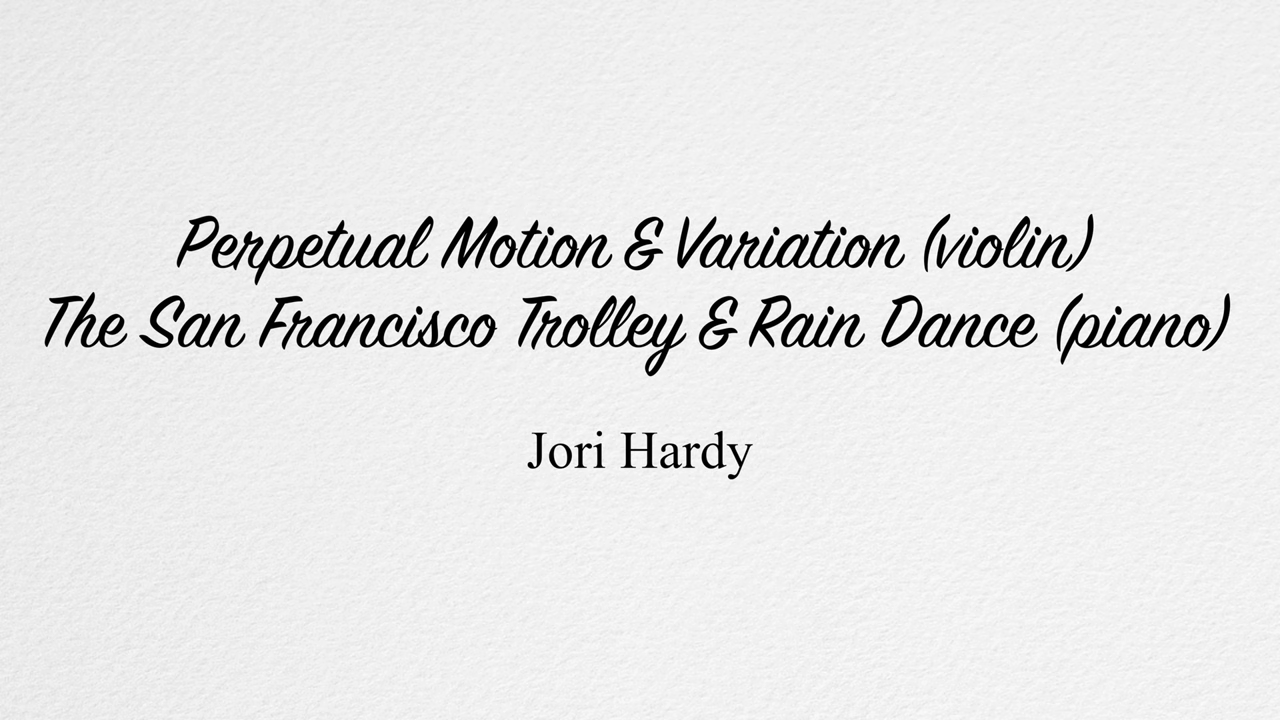 Perpetual Motion & Variation (violin)
The San Francisco Trolley & Rain Dance (piano)
Jori Hardy